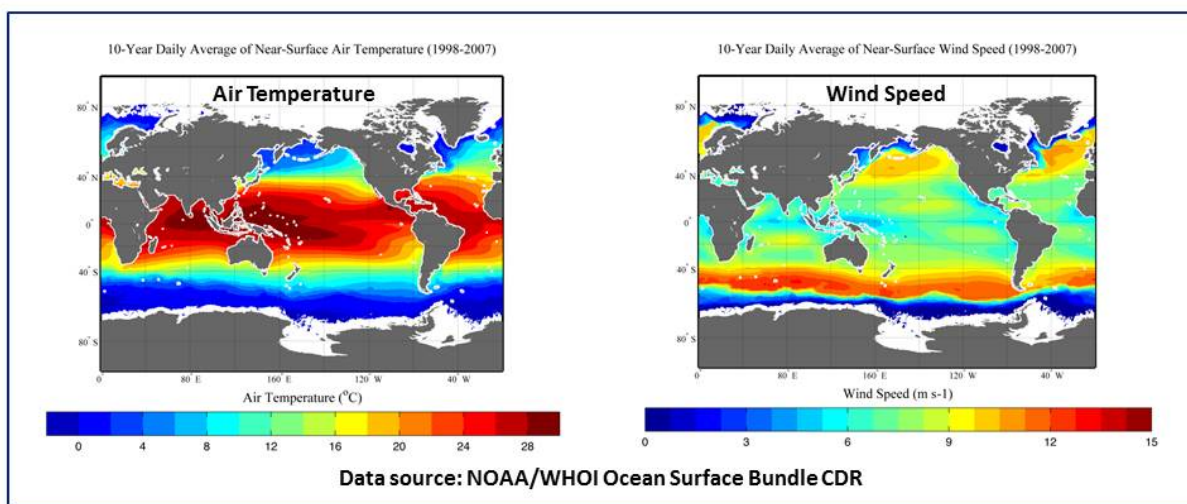 10-Year Daily Average of Near-Surface Air Temperature (1998-2007)
Air Temperature
80° N
40° N
0°
40° S
80° S
0° 80° E 160° E 120° W 40° W
Air Temperature (°C)
0 4 8 12 16 20 24 28
10-Year Daily Average of Near-Surface Wind Speed (1998-2007)
Wind Speed
80° N
40° N
0°
40° S
80° S
0° 80° E 160° E 120° W 40° W
Wind Speed (m s-1)
0 3 6 9 12 15
Data source: NOAA/WHOI Ocean Surface Bundle CDR